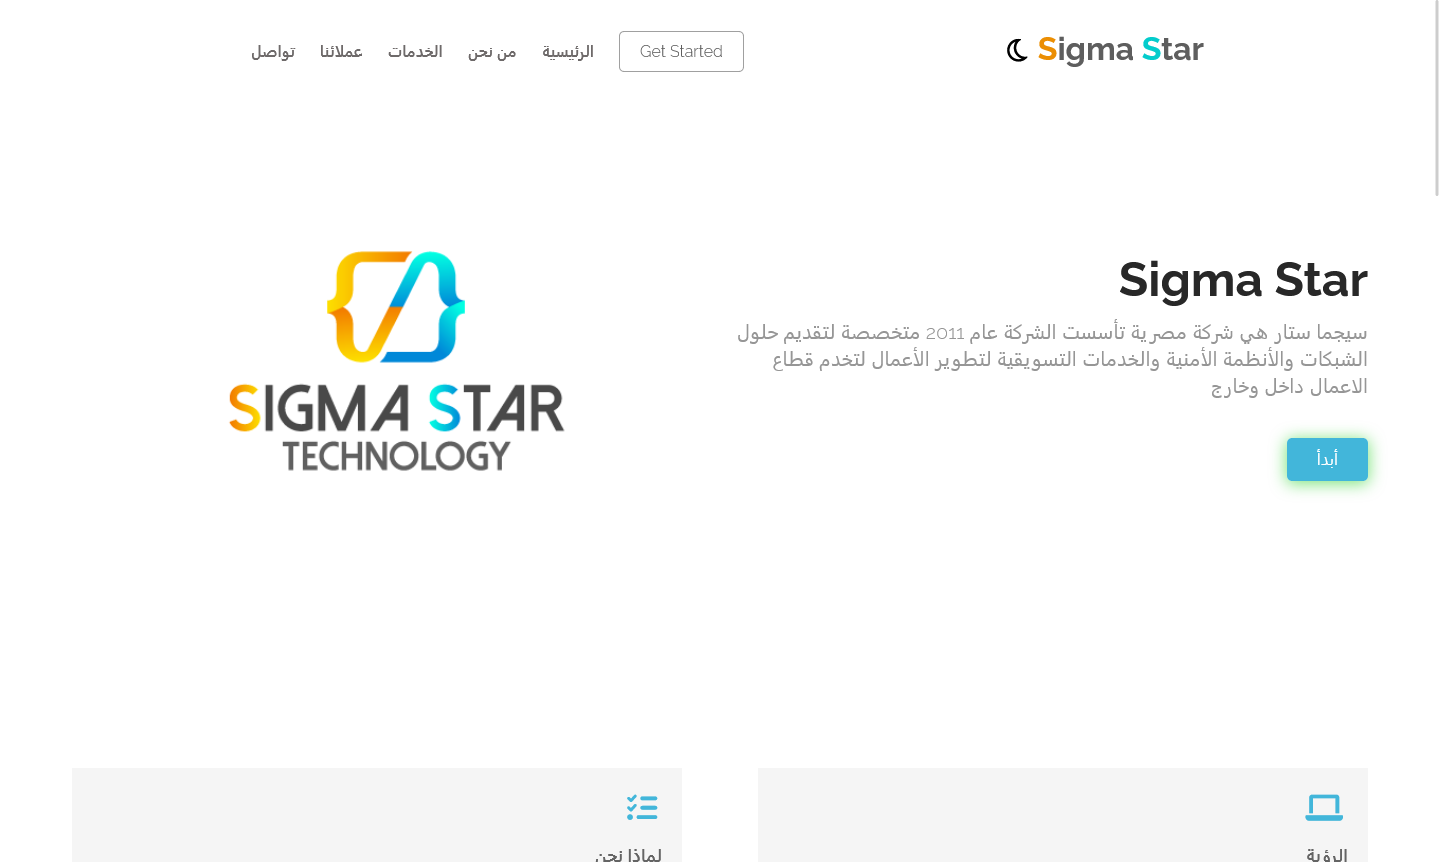 Sigma Star
Get Started
الرئيسية
من نحن
الخدمات
عملائنا
تواصل
Sigma Star
سيجما ستار هي شركة مصرية تأسست الشركة عام 2011 متخصصة لتقديم حلول
الشبكات والأنظمة الأمنية والخدمات التسويقية لتطوير الأعمال لتخدم قطاع
الاعمال داخل وخارج
أبدأ
SIGMA STAR
TECHNOLOGY
الرؤية
لماذا نحن